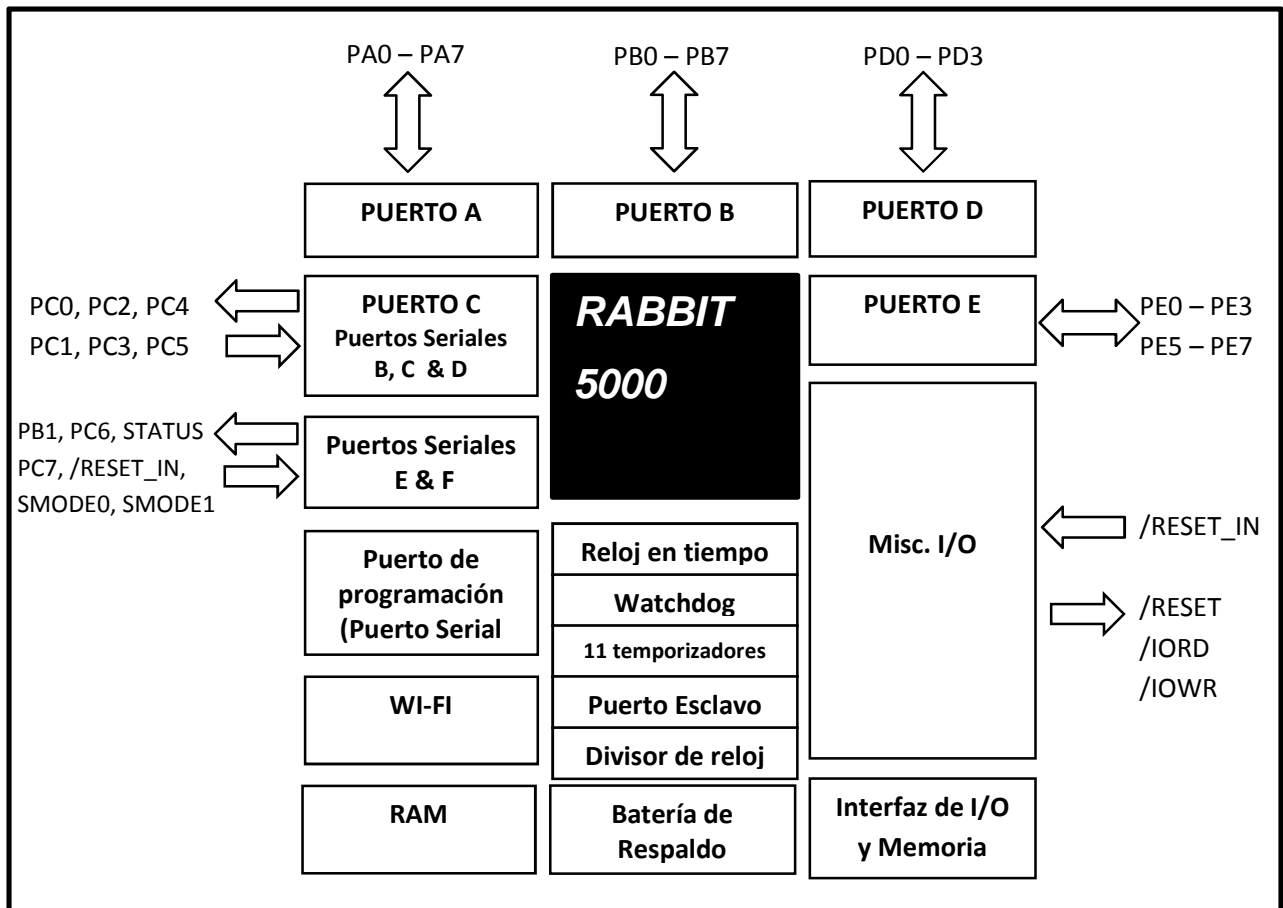 PA0 – PA7
PB0 – PB7
PD0 – PD3
PUERTO A
PUERTO B
PUERTO D
PC0, PC2, PC4
PC1, PC3, PC5
PUERTO C
Puertos Seriales
B, C & D
RABBIT
5000
PUERTO E
PE0 – PE3
PE5 – PE7
PB1, PC6, STATUS
PC7, /RESET_IN,
SMODE0, SMODE1
Puertos Seriales
E & F
Misc. I/O
/RESET_IN
/RESET
/IORD
/IOWR
Puerto de
programación
(Puerto Serial
Reloj en tiempo
Watchdog
11 temporizadores
Puerto Esclavo
Divisor de reloj
WI-FI
RAM
Batería de
Respaldo
Interfaz de I/O
y Memoria